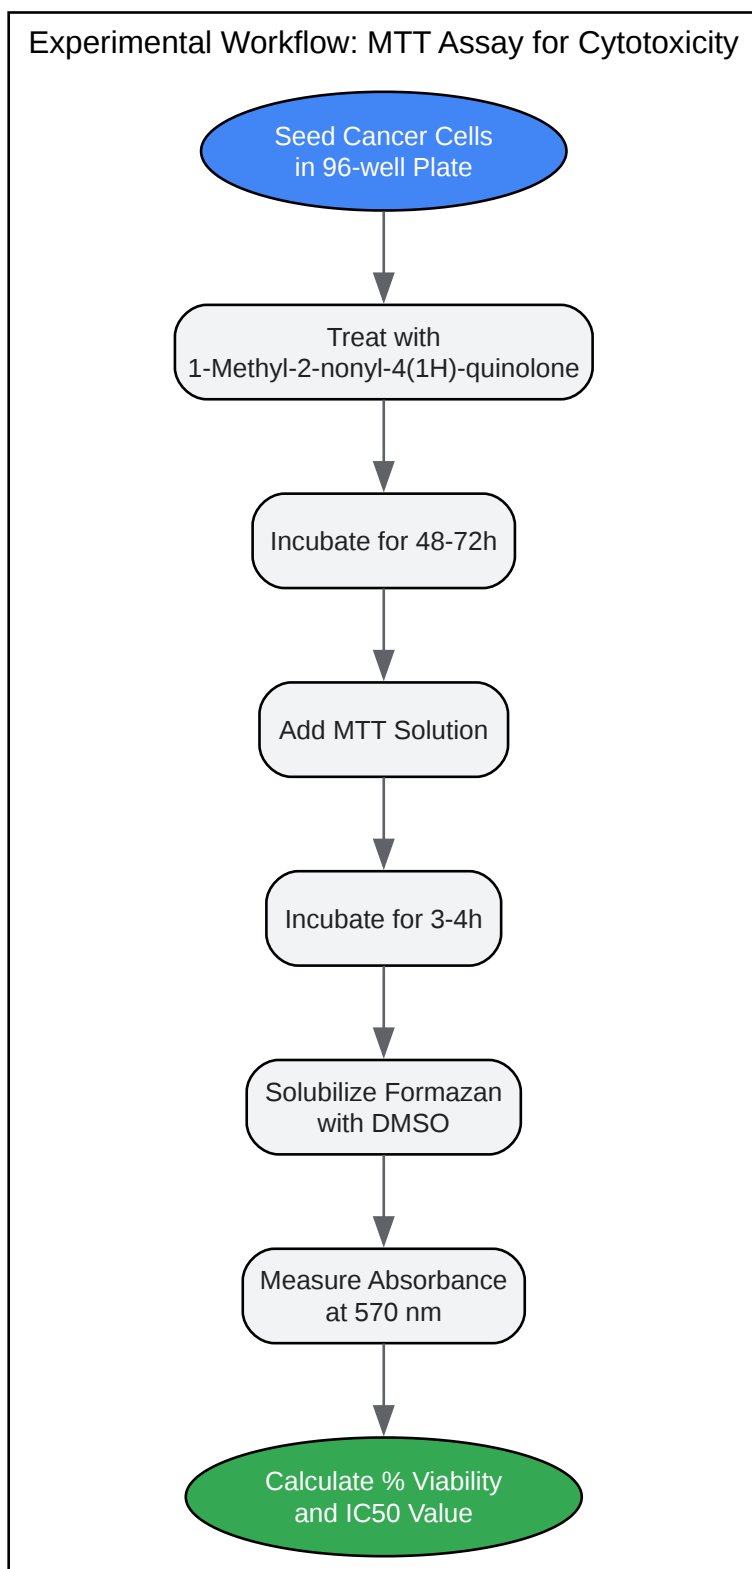 Experimental Workflow: MTT Assay for Cytotoxicity
Seed Cancer Cells
in 96-well Plate
Treat with
1-Methyl-2-nonyl-4(1H)-quinolone
Incubate for 48-72h
Add MTT Solution
Incubate for 3-4h
Solubilize Formazan
with DMSO
Measure Absorbance
at 570 nm
Calculate % Viability
and IC50 Value